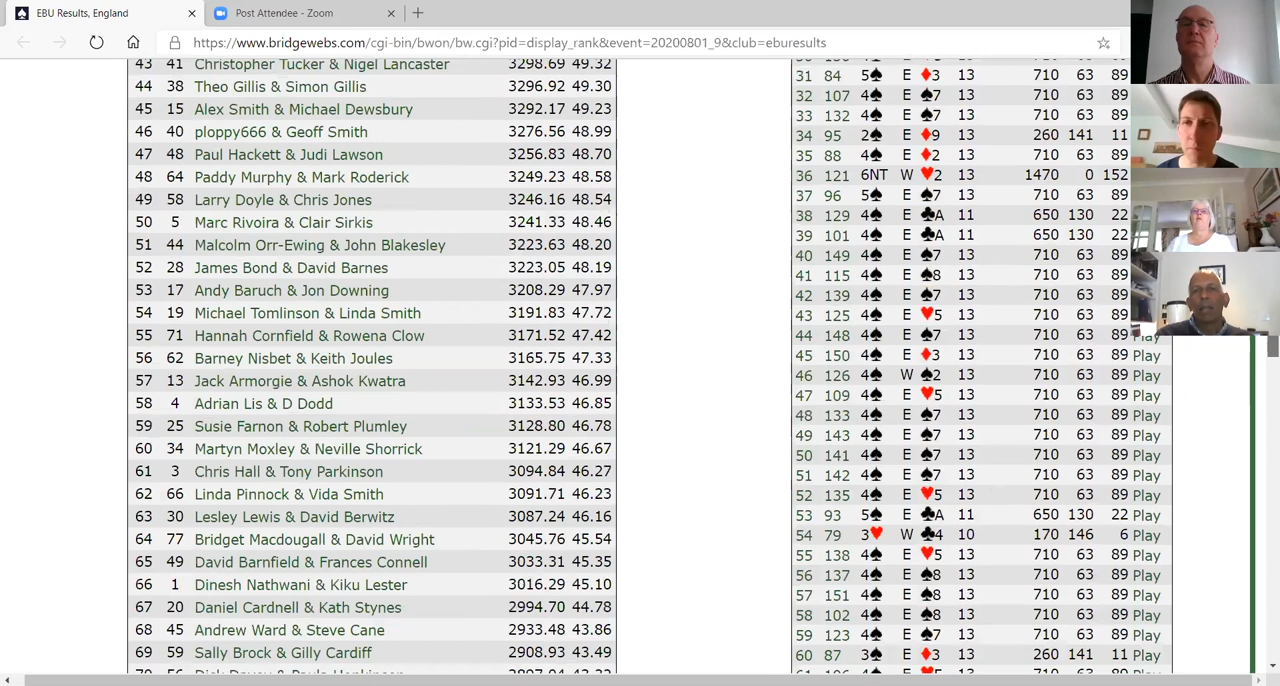 EBU Results, England
Post Attendee - Zoom
https://www.bridgewebs.com/cgi-bin/bwon/bw.cgi?pid=display_rank&event=20200801_9&club=eburesults
43 41 Christopher Tucker & Nigel Lancaster 3298.69 49.32
44 38 Theo Gillis & Simon Gillis 3296.92 49.30
45 15 Alex Smith & Michael Dewsbury 3292.17 49.23
46 40 ploppy666 & Geoff Smith 3276.56 48.99
47 48 Paul Hackett & Judi Lawson 3256.83 48.70
48 64 Paddy Murphy & Mark Roderick 3249.23 48.58
49 58 Larry Doyle & Chris Jones 3246.16 48.54
50 5 Marc Rivoira & Clair Sirkis 3241.33 48.46
51 44 Malcolm Orr-Ewing & John Blakesley 3223.63 48.20
52 28 James Bond & David Barnes 3223.05 48.19
53 17 Andy Baruch & Jon Downing 3208.29 47.97
54 19 Michael Tomlinson & Linda Smith 3191.83 47.72
55 71 Hannah Cornfield & Rowena Clow 3171.52 47.42
56 62 Barney Nisbet & Keith Joules 3165.75 47.33
57 13 Jack Armorgie & Ashok Kwatra 3142.93 46.99
58 4 Adrian Lis & D Dodd 3133.53 46.85
59 25 Susie Farnon & Robert Plumley 3128.80 46.78
60 34 Martyn Moxley & Neville Shorrick 3121.29 46.67
61 3 Chris Hall & Tony Parkinson 3094.84 46.27
62 66 Linda Pinnock & Vida Smith 3091.71 46.23
63 30 Lesley Lewis & David Berwitz 3087.24 46.16
64 77 Bridget Macdougall & David Wright 3045.76 45.54
65 49 David Barnfield & Frances Connell 3033.31 45.35
66 1 Dinesh Nathwani & Kiku Lester 3016.29 45.10
67 20 Daniel Cardnell & Kath Stynes 2994.70 44.78
68 45 Andrew Ward & Steve Cane 2933.48 43.86
69 59 Sally Brock & Gilly Cardiff 2908.93 43.49
31 84 5♠ E ♦3 13 710 63 89
32 107 4♠ E ♠7 13 710 63 89
33 132 4♠ E ♠7 13 710 63 89
34 95 2♠ E ♦9 13 260 141 11
35 88 4♠ E ♦2 13 710 63 89
36 121 6NT W ♥2 13 1470 0 152
37 96 5♠ E ♠7 13 710 63 89
38 129 4♠ E ♣A 11 650 130 22
39 101 4♠ E ♣A 11 650 130 22
40 149 4♠ E ♠7 13 710 63 89
41 115 4♠ E ♠8 13 710 63 89
42 139 4♠ E ♠7 13 710 63 89
43 125 4♠ E ♥5 13 710 63 89
44 148 4♠ E ♠7 13 710 63 89 Play
45 150 4♠ E ♦3 13 710 63 89 Play
46 126 4♠ W ♠2 13 710 63 89 Play
47 109 4♠ E ♥5 13 710 63 89 Play
48 133 4♠ E ♠7 13 710 63 89 Play
49 143 4♠ E ♠7 13 710 63 89 Play
50 141 4♠ E ♠7 13 710 63 89 Play
51 142 4♠ E ♠7 13 710 63 89 Play
52 135 4♠ E ♥5 13 710 63 89 Play
53 93 5♠ E ♣A 11 650 130 22 Play
54 79 3♥ W ♣4 10 170 146 6 Play
55 138 4♠ E ♥5 13 710 63 89 Play
56 137 4♠ E ♠8 13 710 63 89 Play
57 151 4♠ E ♠8 13 710 63 89 Play
58 102 4♠ E ♠8 13 710 63 89 Play
59 123 4♠ E ♠7 13 710 63 89 Play
60 87 3♠ E ♦3 13 260 141 11 Play